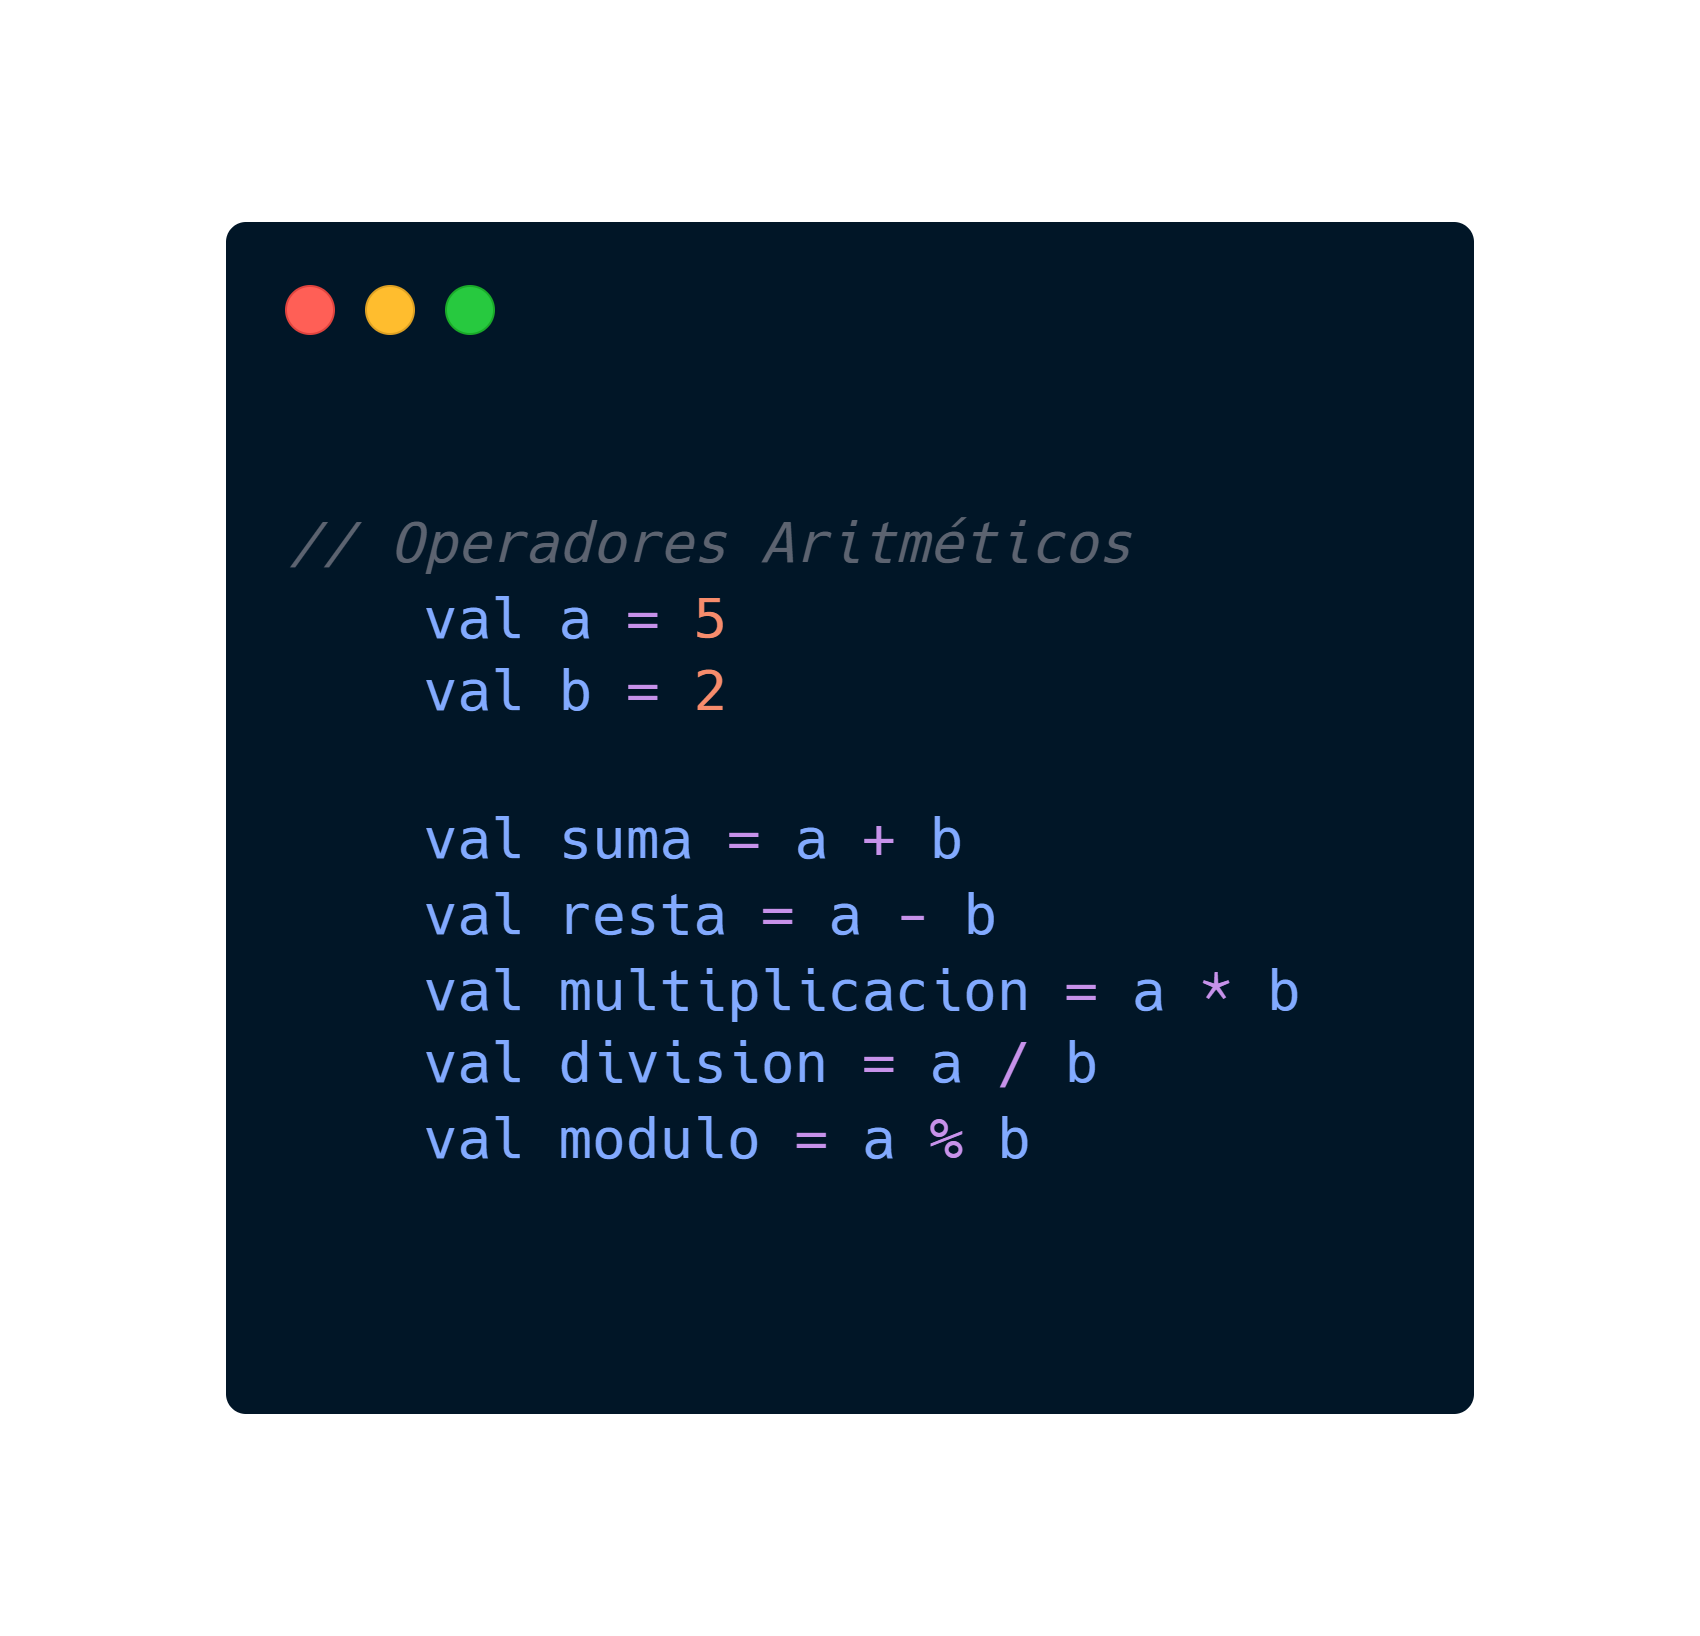 // Operadores Aritméticos
val a = 5
val b = 2
val suma = a + b
val resta = a - b
val multiplicacion = a * b
val division = a / b
val modulo = a % b